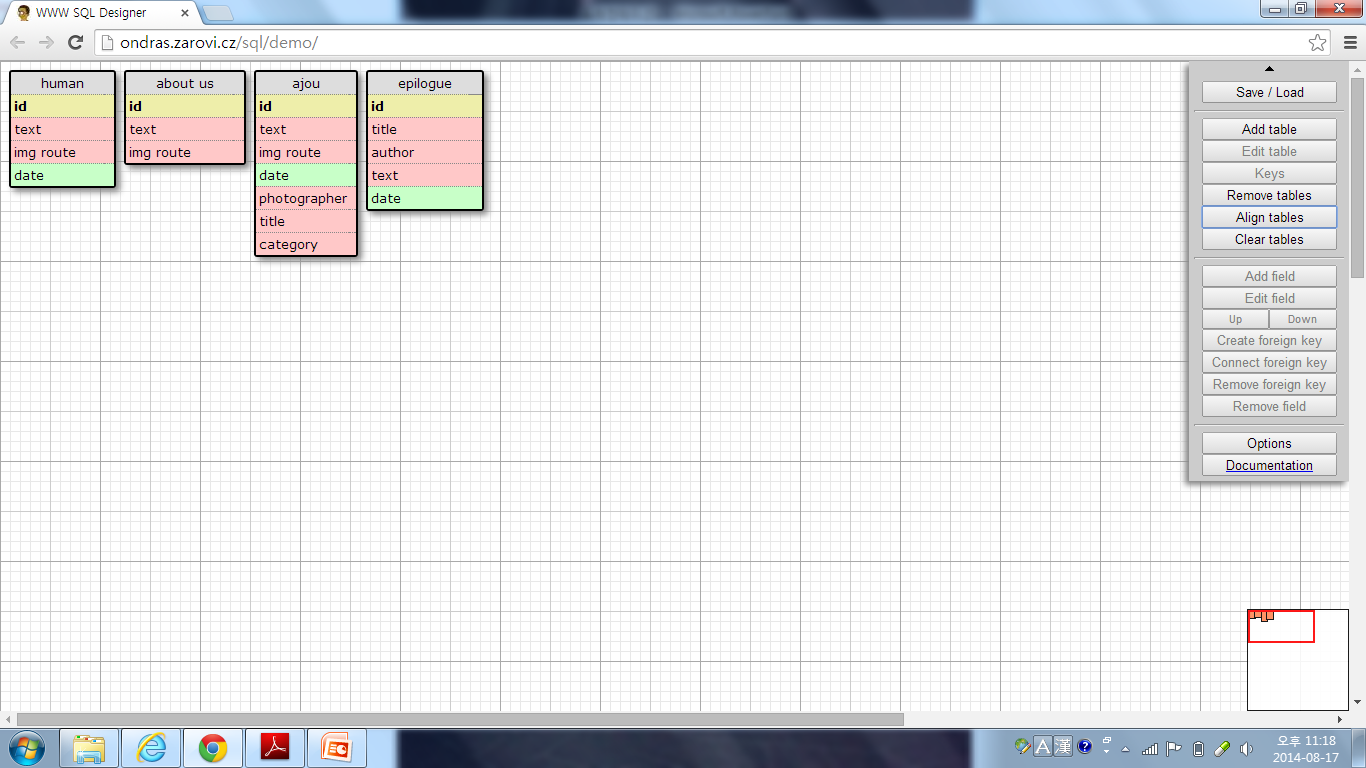 WWW SQL Designer
ondras.zarovi.cz/sql/demo/
human
id
text
img route
date
about us
id
text
img route
ajou
id
text
img route
date
photographer
title
category
epilogue
id
title
author
text
date
Save / Load
Add table
Edit table
Keys
Remove tables
Align tables
Clear tables
Add field
Edit field
Up Down
Create foreign key
Connect foreign key
Remove foreign key
Remove field
Options
Documentation
A 漢 ?
오후 11:18
2014-08-17